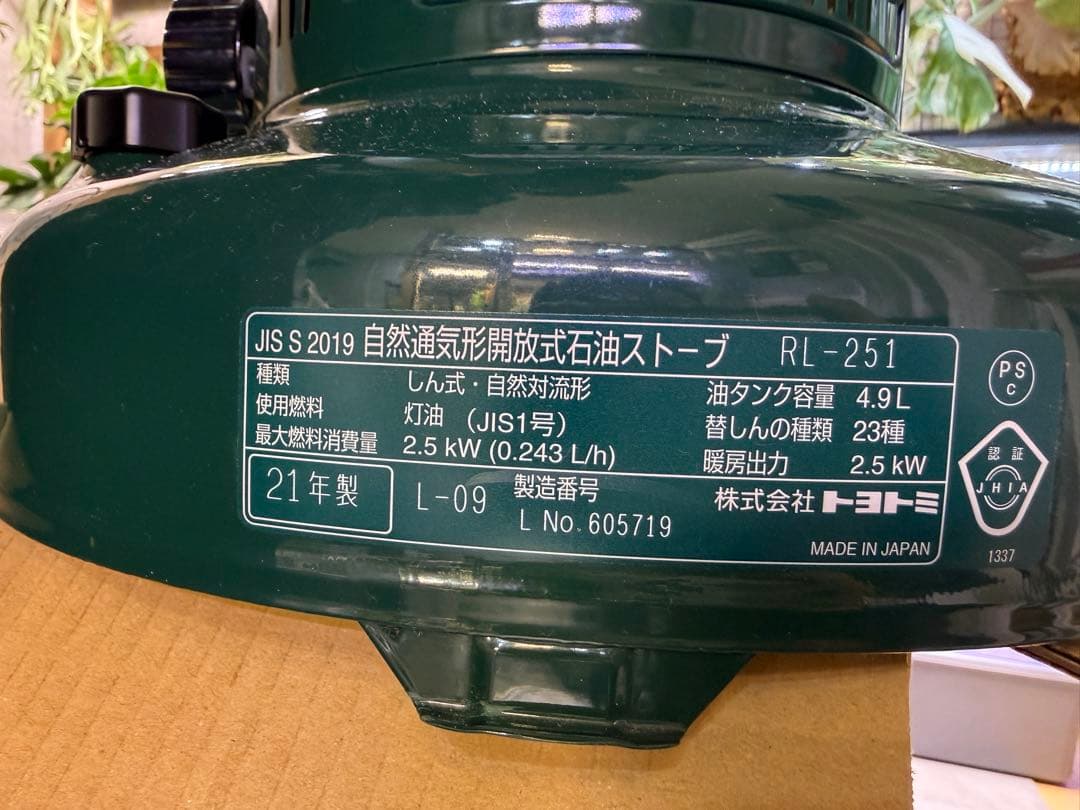 JIS S 2019 自然通気形開放式石油ストーブ RL-251
種類 しん式・自然対流形 油タンク容量 4.9L
使用燃料 灯油 (JIS1号) 替しんの種類 23種
最大燃料消費量 2.5 kW (0.243 L/h) 暖房出力 2.5 kW
21年製 L-09 製造番号 株式会社トヨトミ
L No. 605719
MADE IN JAPAN
PS
C
認証
JHIA
1337